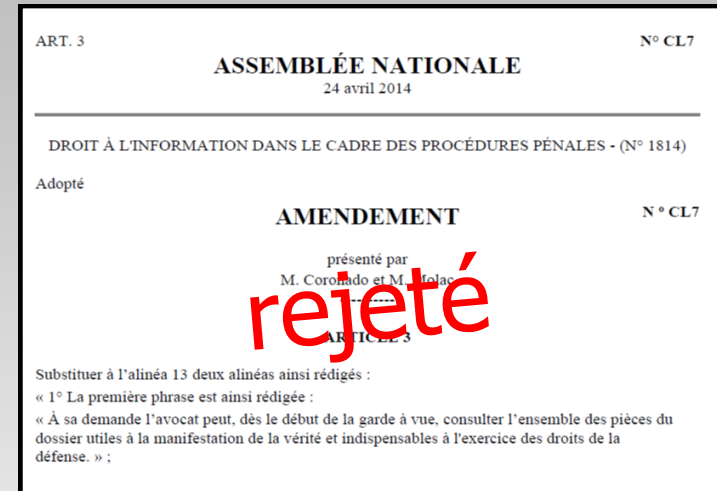 ART. 3 N° CL7
ASSEMBLÉE NATIONALE
24 avril 2014
DROIT À L'INFORMATION DANS LE CADRE DES PROCÉDURES PÉNALES - (N° 1814)
Adopté
AMENDEMENT N ° CL7
présenté par
M. Coronado et M. Molac
----------
rejeté
ARTICLE 3
Substituer à l’alinéa 13 deux alinéas ainsi rédigés :
« 1° La première phrase est ainsi rédigée :
« À sa demande l’avocat peut, dès le début de la garde à vue, consulter l’ensemble des pièces du
dossier utiles à la manifestation de la vérité et indispensables à l'exercice des droits de la
défense. » ;